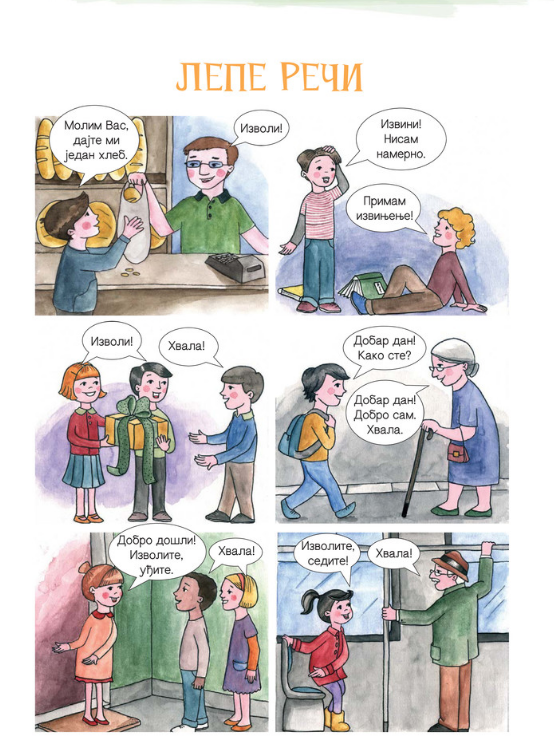 ЛЕПЕ РЕЧИ
Молим Вас,
дајте ми
један хлеб.
Изволи!
Извини!
Нисам
намерно.
Примам
извињење!
Изволи!
Хвала!
Добар дан!
Како сте?
Добар дан!
Добро сам.
Хвала.
Добро дошли!
Изволите,
уђите.
Хвала!
Изволите,
седите!
Хвала!